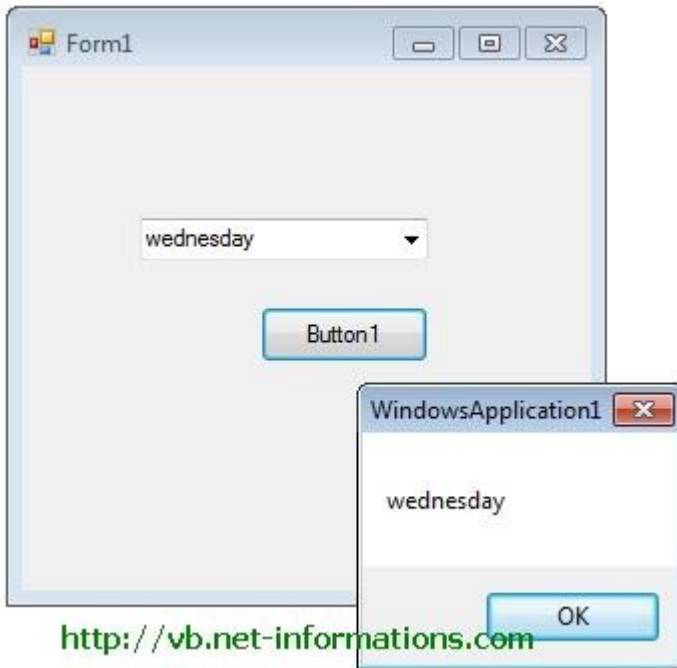 Form1
wednesday
Button1
WindowsApplication1
wednesday
OK
http://vb.net-informations.com